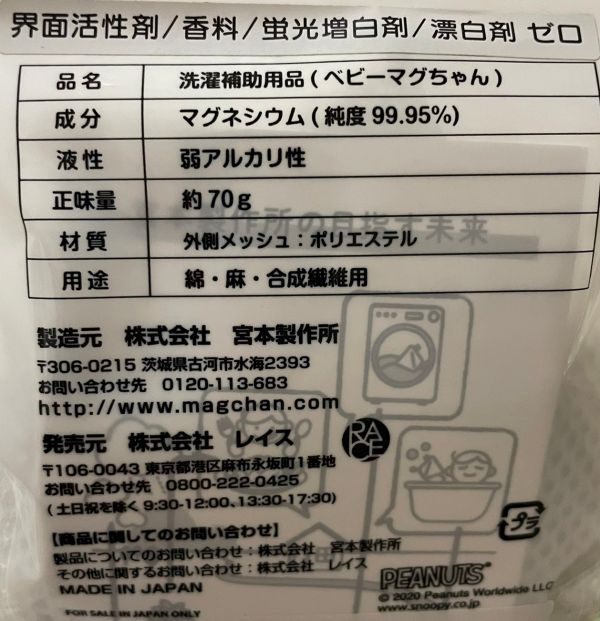 界面活性剤/香料/蛍光増白剤/漂白剤 ゼロ
品名 洗濯補助用品(ベビーマグちゃん)
成分 マグネシウム(純度99.95%)
液性 弱アルカリ性
正味量 約70g
製作所の目指す未来
材質 外側メッシュ：ポリエステル
用途 綿・麻・合成繊維用
製造元 株式会社 宮本製作所
〒306-0215 茨城県古河市水海2393
お問い合わせ先 0120-113-683
http://www.magchan.com
発売元 株式会社 レイス
RACE
〒106-0043 東京都港区麻布永坂町1番地
お問い合わせ先 0800-222-0425
(土日祝を除く 9:30-12:00、13:30-17:30)
【商品に関してのお問い合わせ】
製品についてのお問い合わせ：株式会社 宮本製作所
その他に関するお問い合わせ：株式会社 レイス
MADE IN JAPAN
プラ
PEANUTS
© 2020 Peanuts Worldwide LLC
www.snoopy.co.jp
FOR SALE IN JAPAN ONLY